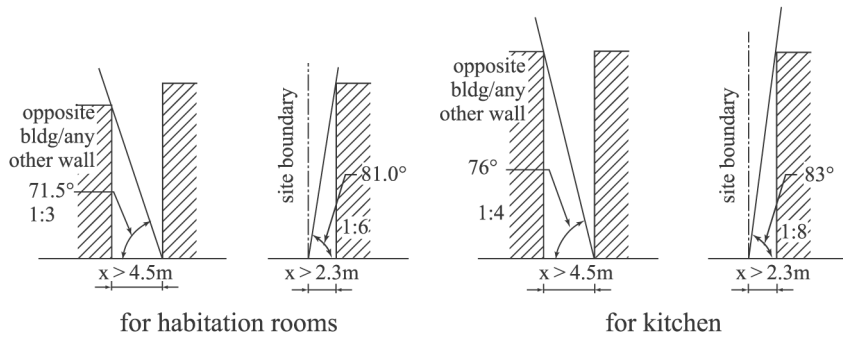 opposite
bldg/any
other wall
71.5°
1:3
x > 4.5m
site boundary
81.0°
1:6
x > 2.3m
for habitation rooms
opposite
bldg/any
other wall
76°
1:4
x > 4.5m
site boundary
83°
1:8
x > 2.3m
for kitchen